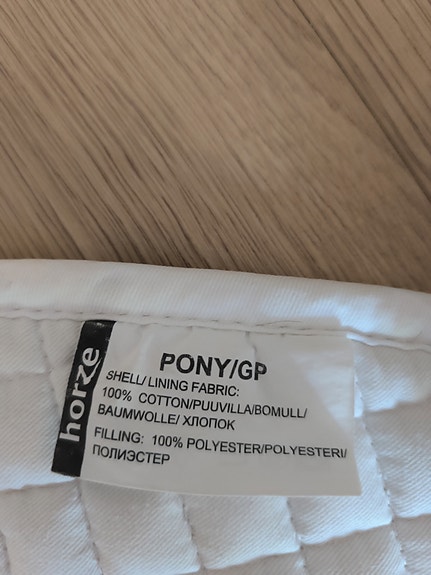 horze
PONY/GP
SHELL/ LINING FABRIC:
100% COTTON/PUUVILLA/BOMULL/
BAUMWOLLE/ ХЛОПОК
FILLING: 100% POLYESTER/POLYESTERI/
ПОЛИЭСТЕР